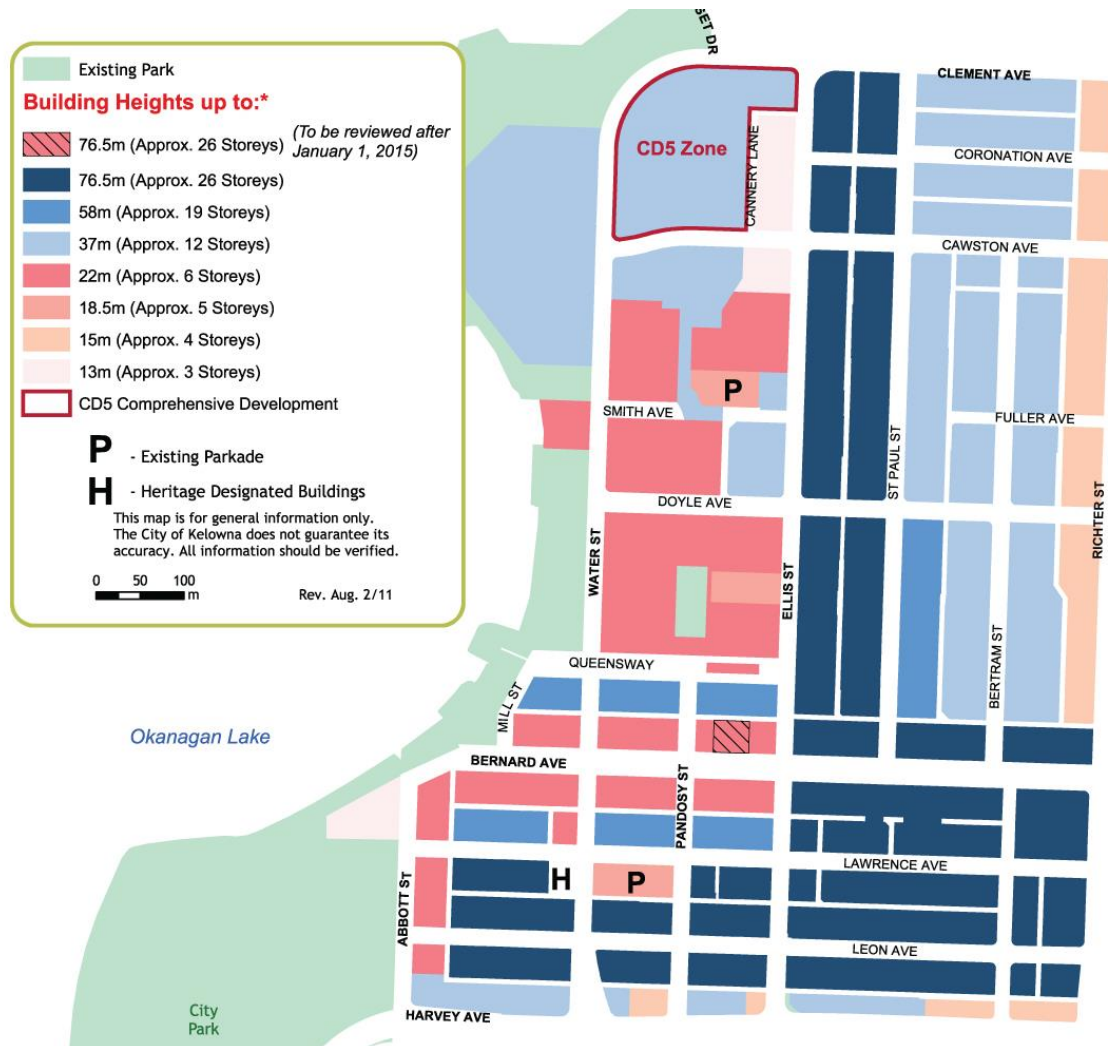 Existing Park
Building Heights up to:*
76.5m (Approx. 26 Storeys)
(To be reviewed after
January 1, 2015)
76.5m (Approx. 26 Storeys)
58m (Approx. 19 Storeys)
37m (Approx. 12 Storeys)
22m (Approx. 6 Storeys)
18.5m (Approx. 5 Storeys)
15m (Approx. 4 Storeys)
13m (Approx. 3 Storeys)
CD5 Comprehensive Development
P - Existing Parkade
H - Heritage Designated Buildings
This map is for general information only.
The City of Kelowna does not guarantee its
accuracy. All information should be verified.
0 50 100
m
Rev. Aug. 2/11
DR
CLEMENT AVE
CD5 Zone
CANNERY LANE
CORONATION AVE
CAWSTON AVE
P
SMITH AVE
FULLER AVE
ST PAUL ST
DOYLE AVE
WATER ST
ELLIS ST
RICHTER ST
BERTRAM ST
QUEENSWAY
MILL ST
Okanagan Lake
BERNARD AVE
PANDOSY ST
LAWRENCE AVE
H
P
ABBOTT ST
LEON AVE
City
Park
HARVEY AVE